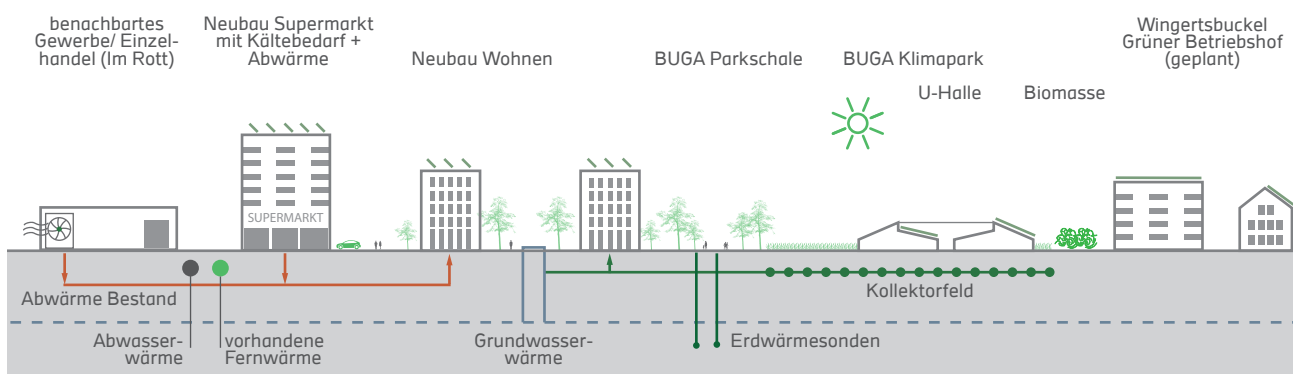 benachbartes
Gewerbe/ Einzel-
handel (Im Rott)
Neubau Supermarkt
mit Kältebedarf +
Abwärme
Neubau Wohnen
BUGA Parkschale
BUGA Klimapark
U-Halle
Biomasse
Wingertsbuckel
Grüner Betriebshof
(geplant)
SUPERMARKT
Abwärme Bestand
Abwasser-
wärme
vorhandene
Fernwärme
Grundwasser-
wärme
Erdwärmesonden
Kollektorfeld